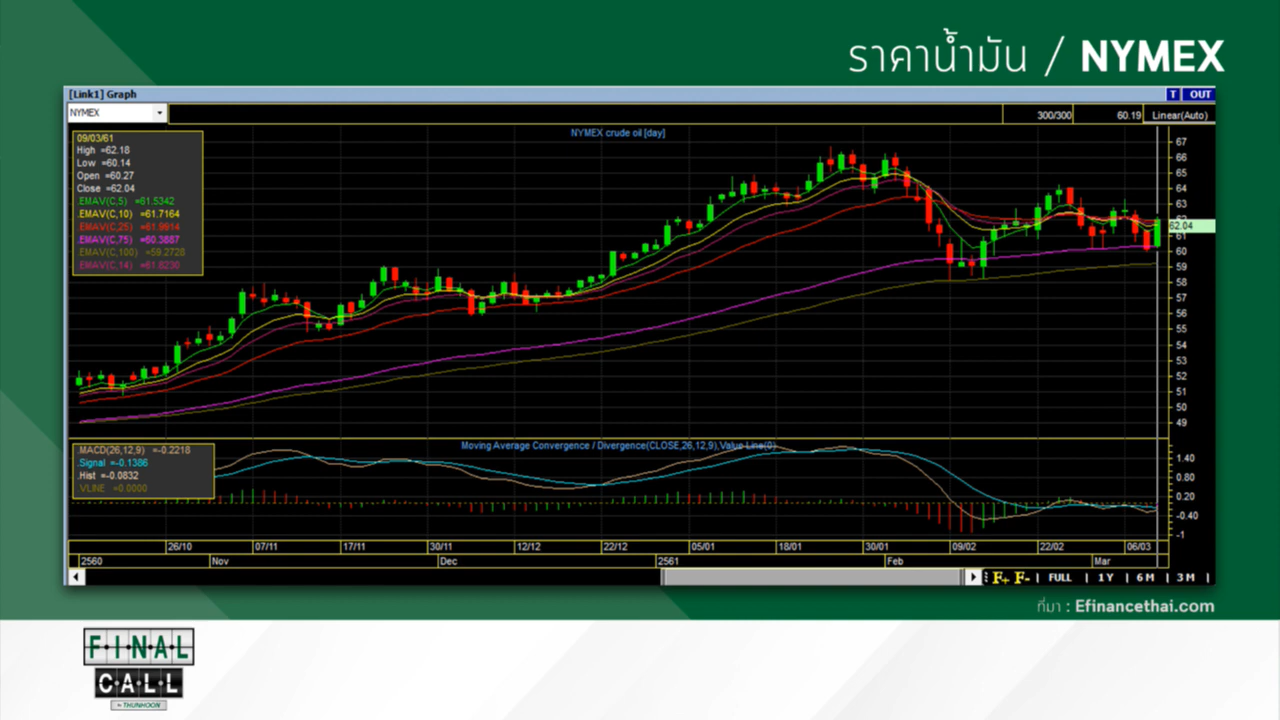 ราคาน้ำมัน / NYMEX
[Link1] Graph
T OUT
NYMEX
300/300 60.19 Linear(Auto)
NYMEX crude oil [day]
09/03/61
High =62.18
Low =60.14
Open =60.27
Close =62.04
.EMAV(C,5) =61.5342
.EMAV(C,10) =61.7164
.EMAV(C,25) =61.9914
.EMAV(C,75) =60.3887
.EMAV(C,100) =59.2728
.EMAV(C,14) =61.8230
67
66
65
64
63
62
62.04
61
60
59
58
57
56
55
54
53
52
51
50
49
Moving Average Convergence / Divergence(CLOSE,26,12,9),Value Line(0)
MACD(26,12,9) =-0.2218
.Signal =-0.1386
.Hist =-0.0832
.VLINE =0.0000
1.40
0.80
0.20
-0.40
-1
26/10 07/11 17/11 30/11 12/12 22/12 05/01 18/01 30/01 09/02 22/02 06/03
2560 Nov Dec 2561 Feb Mar
F+ F- | FULL | 1Y | 6M | 3M |
ที่มา : Efinancethai.com
FINAL
CALL
by THUNHOON